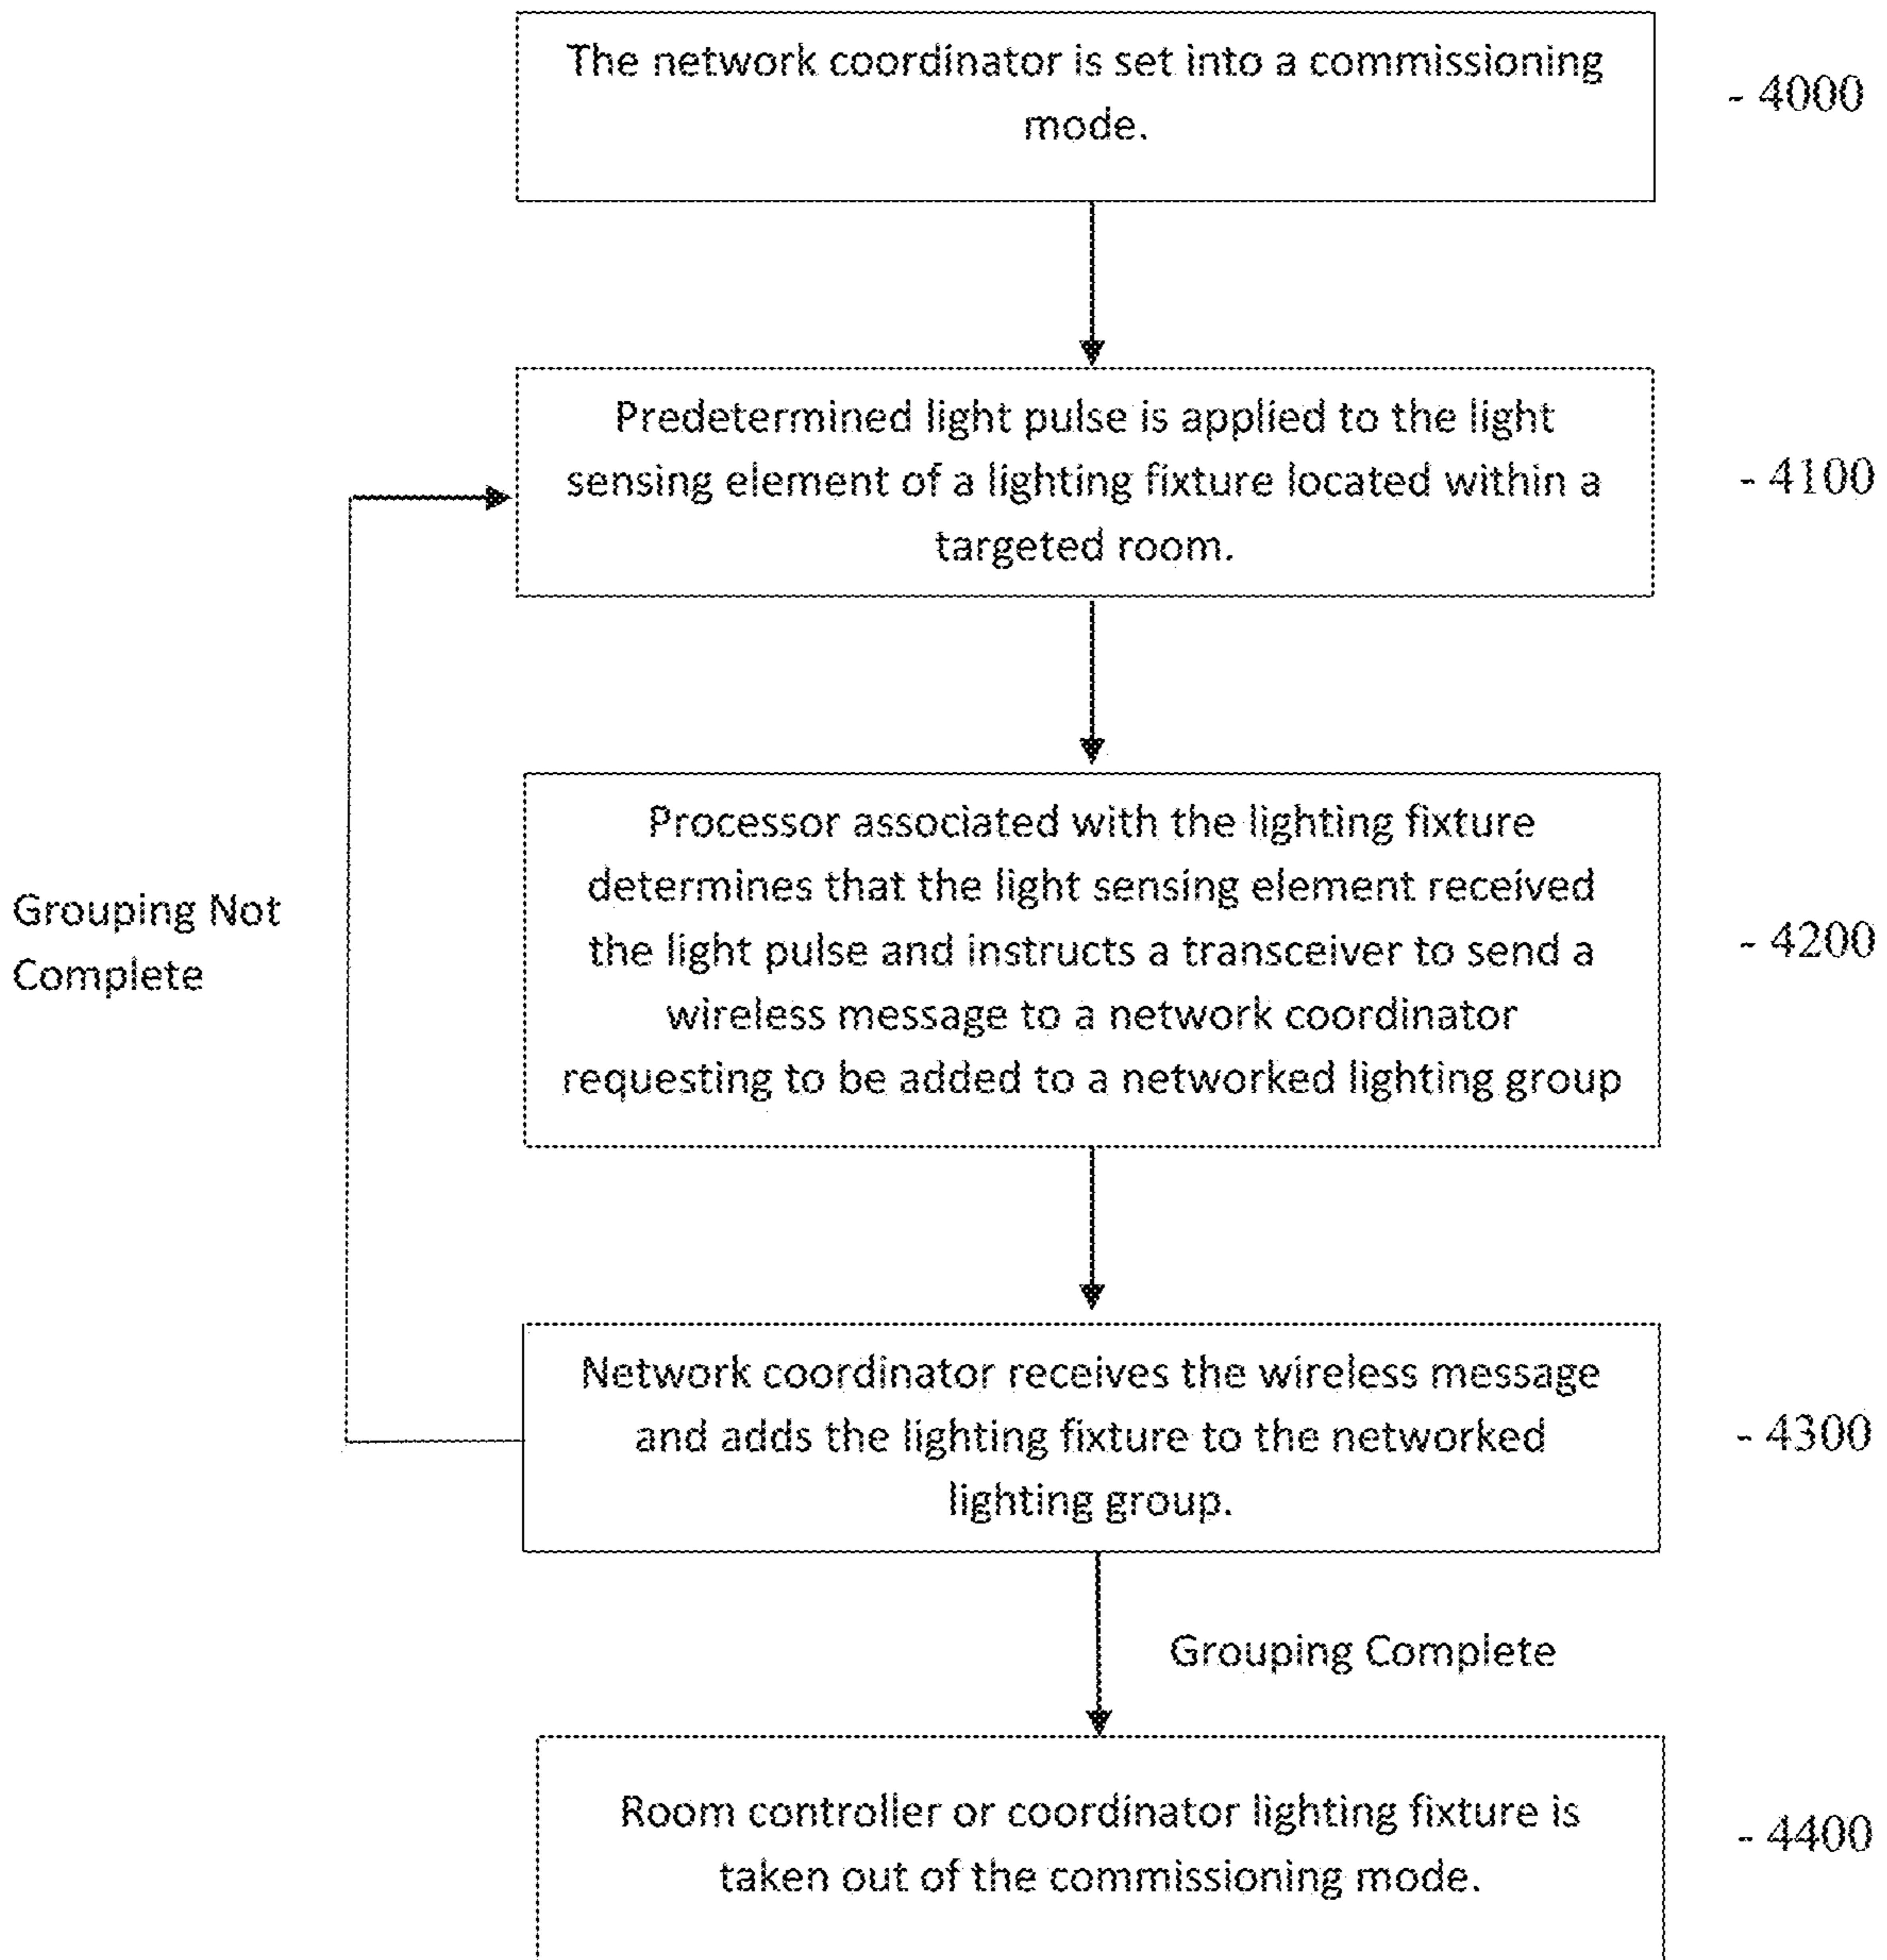 The network coordinator is set into a commissioning
mode.
- 4000
Predetermined light pulse is applied to the light
sensing element of a lighting fixture located within a
targeted room.
- 4100
Processor associated with the lighting fixture
determines that the light sensing element received
the light pulse and instructs a transceiver to send a
wireless message to a network coordinator
requesting to be added to a networked lighting group
- 4200
Grouping Not
Complete
Network coordinator receives the wireless message
and adds the lighting fixture to the networked
lighting group.
- 4300
Grouping Complete
Room controller or coordinator lighting fixture is
taken out of the commissioning mode.
- 4400